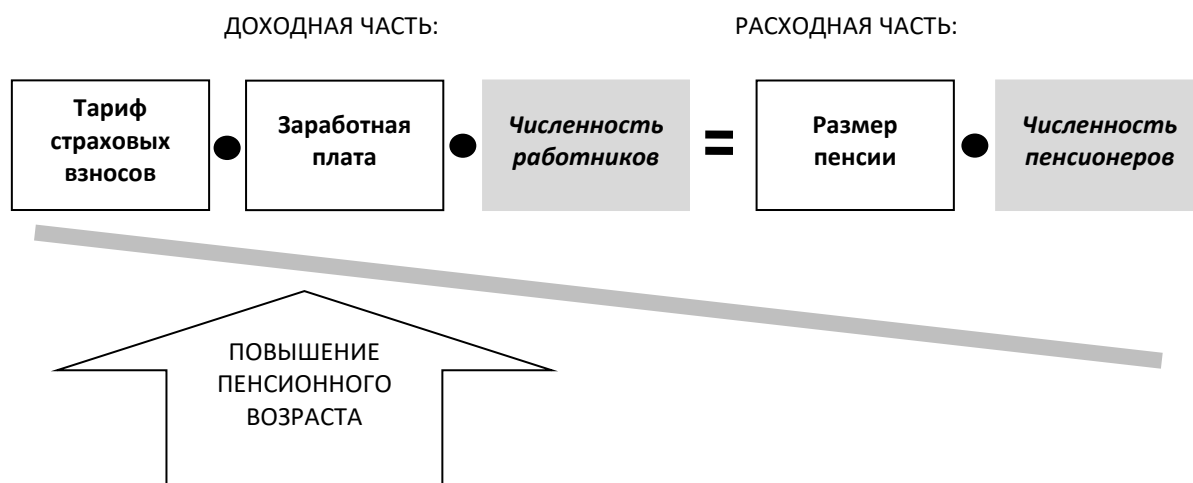 ДОХОДНАЯ ЧАСТЬ:
РАСХОДНАЯ ЧАСТЬ:
Тариф
страховых
взносов
Заработная
плата
Численность
работников
=
Размер
пенсии
Численность
пенсионеров
ПОВЫШЕНИЕ
ПЕНСИОННОГО
ВОЗРАСТА